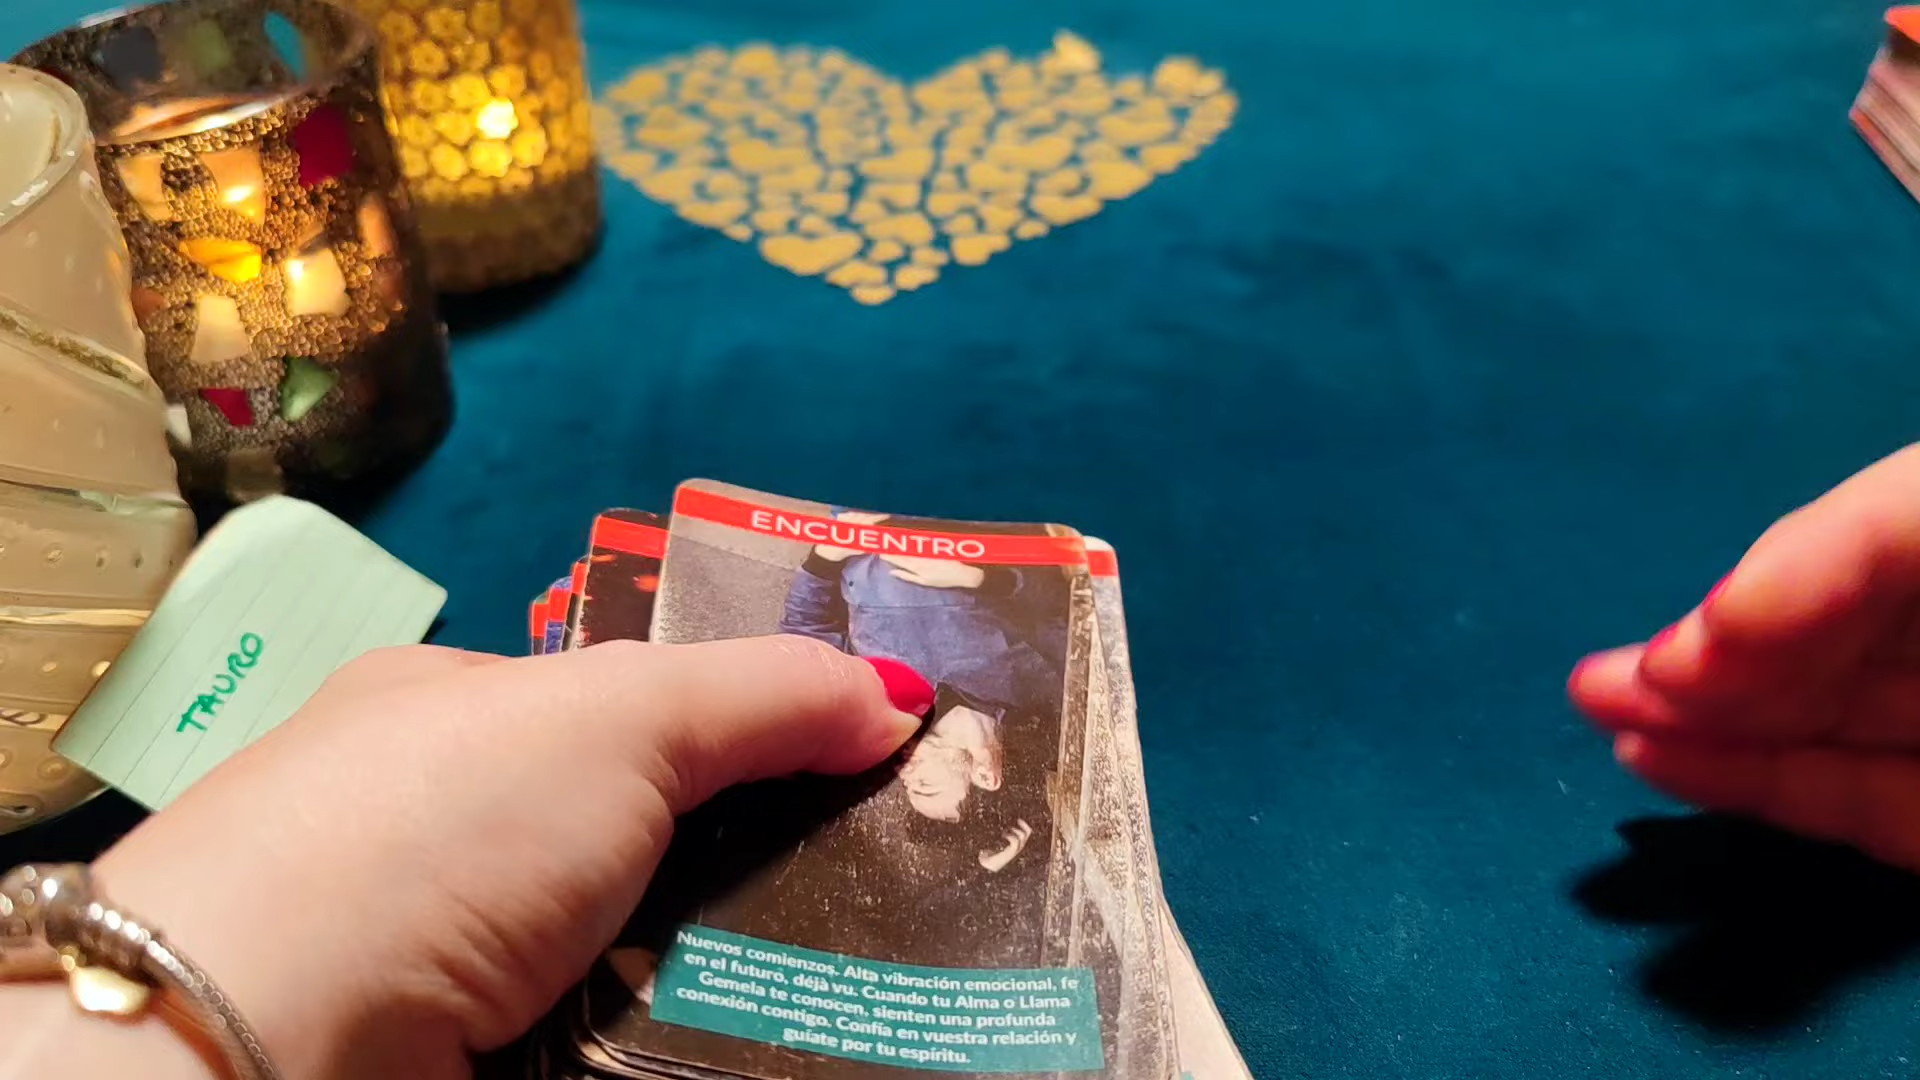 ENCUENTRO
TAURO
Nuevos comienzos. Alta vibración emocional, fe
en el futuro, déjà vu. Cuando tu Alma o Llama
Gemela te conocen, sienten una profunda
conexión contigo. Confía en vuestra relación y
guíate por tu espíritu.